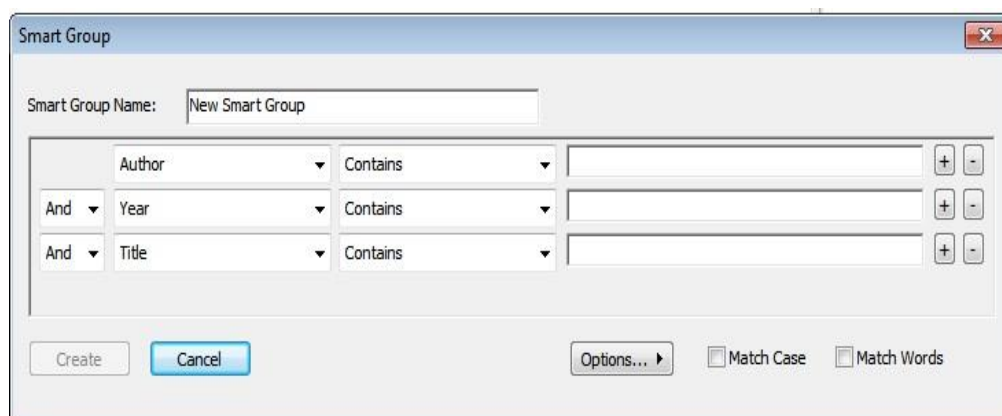 Smart Group
Smart Group Name: New Smart Group
Author Contains + -
And Year Contains + -
And Title Contains + -
Create Cancel Options... Match Case Match Words